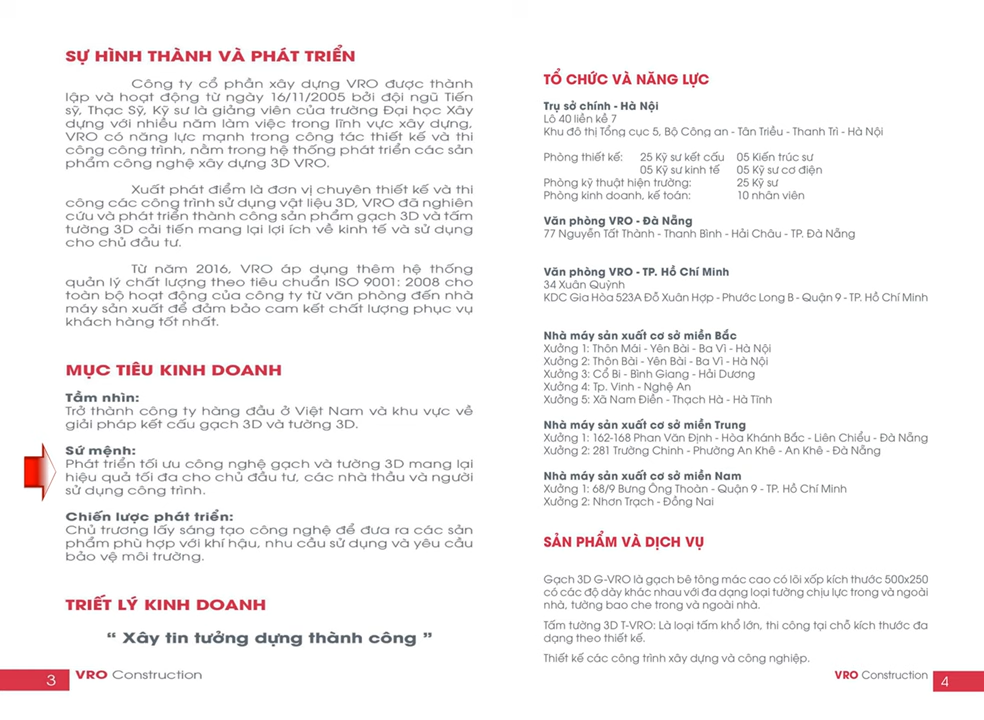 SỰ HÌNH THÀNH VÀ PHÁT TRIỂN
Công ty cổ phần xây dựng VRO được thành
lập và hoạt động từ ngày 16/11/2005 bởi đội ngũ Tiến
sỹ, Thạc Sỹ, Kỹ sư là giảng viên của trường Đại học Xây
dựng với nhiều năm làm việc trong lĩnh vực xây dựng,
VRO có năng lực mạnh trong công tác thiết kế và thi
công công trình, nằm trong hệ thống phát triển các sản
phẩm công nghệ xây dựng 3D VRO.
Xuất phát điểm là đơn vị chuyên thiết kế và thi
công các công trình sử dụng vật liệu 3D, VRO đã nghiên
cứu và phát triển thành công sản phẩm gạch 3D và tấm
tường 3D cải tiến mang lại lợi ích về kinh tế và sử dụng
cho chủ đầu tư.
Từ năm 2016, VRO áp dụng thêm hệ thống
quản lý chất lượng theo tiêu chuẩn ISO 9001: 2008 cho
toàn bộ hoạt động của công ty từ văn phòng đến nhà
máy sản xuất để đảm bảo cam kết chất lượng phục vụ
khách hàng tốt nhất.
MỤC TIÊU KINH DOANH
Tầm nhìn:
Trở thành công ty hàng đầu ở Việt Nam và khu vực về
giải pháp kết cấu gạch 3D và tường 3D.
Sứ mệnh:
Phát triển tối ưu công nghệ gạch và tường 3D mang lại
hiệu quả tối đa cho chủ đầu tư, các nhà thầu và người
sử dụng công trình.
Chiến lược phát triển:
Chủ trương lấy sáng tạo công nghệ để đưa ra các sản
phẩm phù hợp với khí hậu, nhu cầu sử dụng và yêu cầu
bảo vệ môi trường.
TRIẾT LÝ KINH DOANH
“ Xây tin tưởng dựng thành công ”
3 VRO Construction
TỔ CHỨC VÀ NĂNG LỰC
Trụ sở chính - Hà Nội
Lô 40 liền kề 7
Khu đô thị Tổng cục 5, Bộ Công an - Tân Triều - Thanh Trì - Hà Nội
Phòng thiết kế: 25 Kỹ sư kết cấu 05 Kiến trúc sư
05 Kỹ sư kinh tế 05 Kỹ sư cơ điện
Phòng kỹ thuật hiện trường: 25 Kỹ sư
Phòng kinh doanh, kế toán: 10 nhân viên
Văn phòng VRO - Đà Nẵng
77 Nguyễn Tất Thành - Thanh Bình - Hải Châu - TP. Đà Nẵng
Văn phòng VRO - TP. Hồ Chí Minh
34 Xuân Quỳnh
KDC Gia Hòa 523A Đỗ Xuân Hợp - Phước Long B - Quận 9 - TP. Hồ Chí Minh
Nhà máy sản xuất cơ sở miền Bắc
Xưởng 1: Thôn Mái - Yên Bài - Ba Vì - Hà Nội
Xưởng 2: Thôn Bài - Yên Bài - Ba Vì - Hà Nội
Xưởng 3: Cổ Bi - Bình Giang - Hải Dương
Xưởng 4: Tp. Vinh - Nghệ An
Xưởng 5: Xã Nam Điền - Thạch Hà - Hà Tĩnh
Nhà máy sản xuất cơ sở miền Trung
Xưởng 1: 162-168 Phan Văn Định - Hòa Khánh Bắc - Liên Chiểu - Đà Nẵng
Xưởng 2: 281 Trường Chinh - Phường An Khê - An Khê - Đà Nẵng
Nhà máy sản xuất cơ sở miền Nam
Xưởng 1: 68/9 Bưng Ông Thoàn - Quận 9 - TP. Hồ Chí Minh
Xưởng 2: Nhơn Trạch - Đồng Nai
SẢN PHẨM VÀ DỊCH VỤ
Gạch 3D G-VRO là gạch bê tông mác cao có lõi xốp kích thước 500x250
có các độ dày khác nhau với đa dạng loại tường chịu lực trong và ngoài
nhà, tường bao che trong và ngoài nhà.
Tấm tường 3D T-VRO: Là loại tấm khổ lớn, thi công tại chỗ kích thước đa
dạng theo thiết kế.
Thiết kế các công trình xây dựng và công nghiệp.
VRO Construction 4